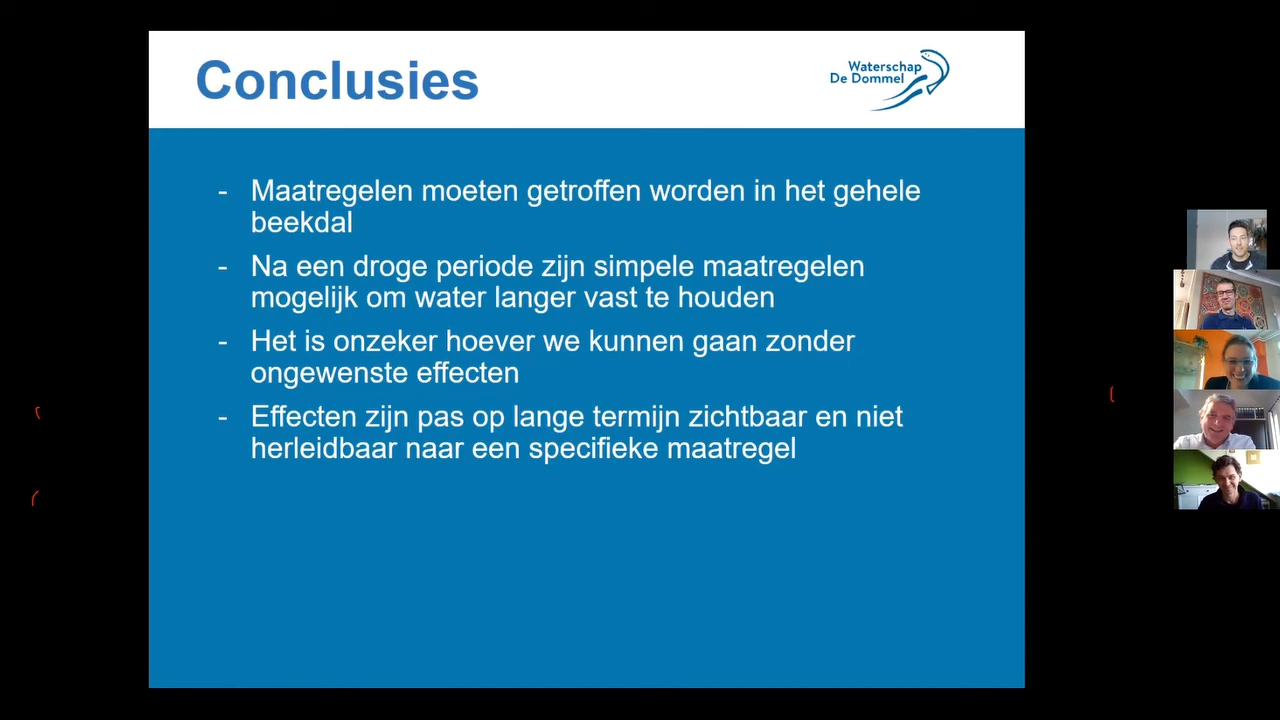 Conclusies
Waterschap
De Dommel
- Maatregelen moeten getroffen worden in het gehele
beekdal
- Na een droge periode zijn simpele maatregelen
mogelijk om water langer vast te houden
- Het is onzeker hoever we kunnen gaan zonder
ongewenste effecten
- Effecten zijn pas op lange termijn zichtbaar en niet
herleidbaar naar een specifieke maatregel